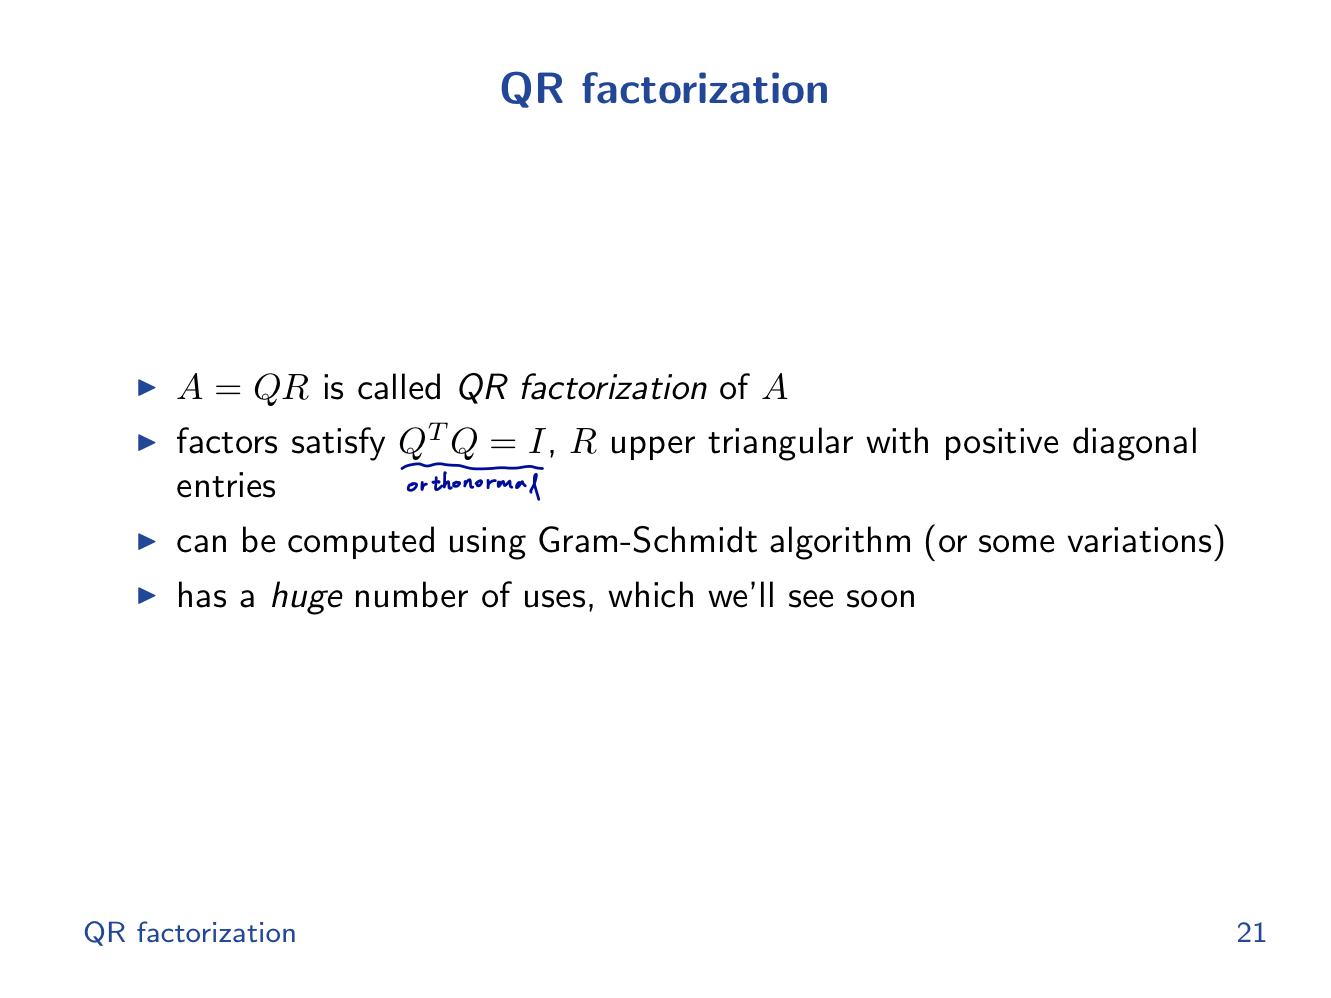 QR factorization
▶ A = QR is called QR factorization of A
▶ factors satisfy QᵀQ = I, R upper triangular with positive diagonal
entries
orthonormal
▶ can be computed using Gram-Schmidt algorithm (or some variations)
▶ has a huge number of uses, which we'll see soon
QR factorization 21